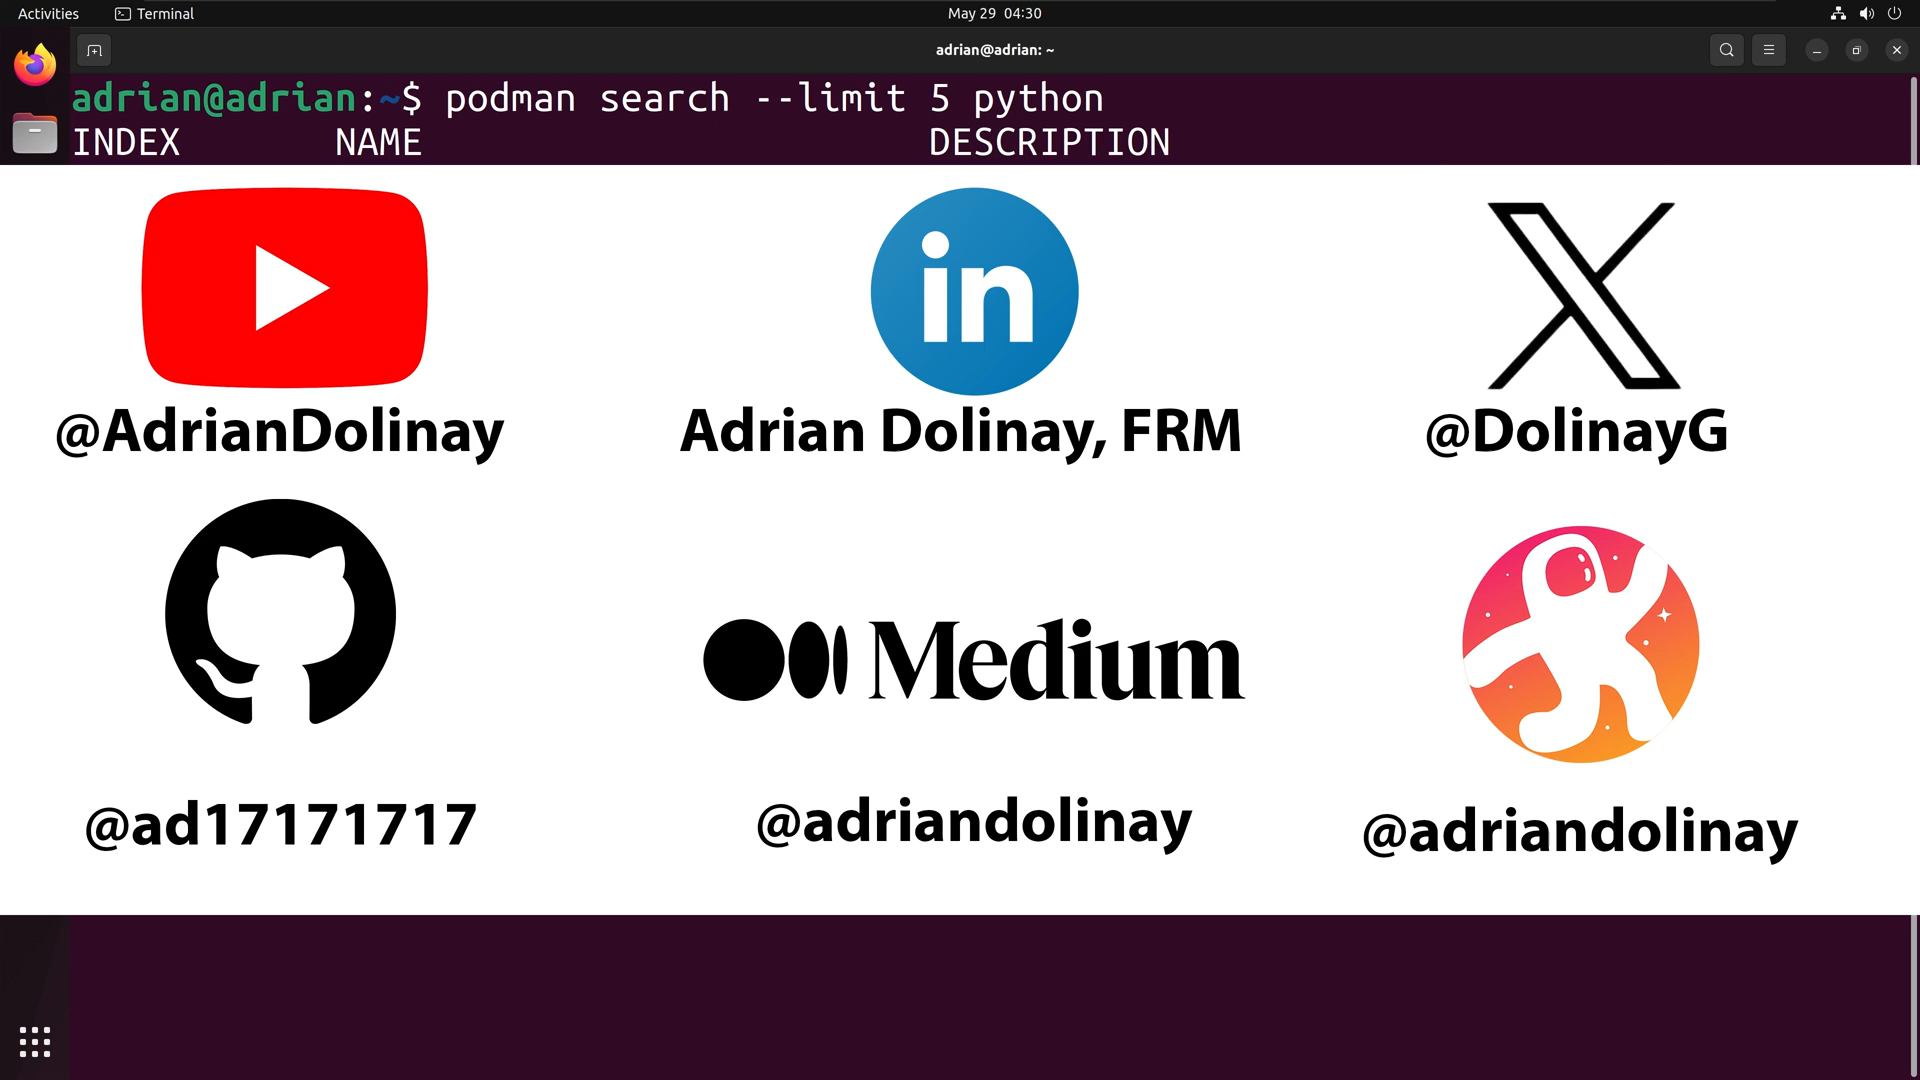 Activities Terminal May 29 04:30
adrian@adrian: ~
adrian@adrian:~$ podman search --limit 5 python
INDEX NAME DESCRIPTION
in
@AdrianDolinay Adrian Dolinay, FRM @DolinayG
Medium
@ad17171717 @adriandolinay @adriandolinay